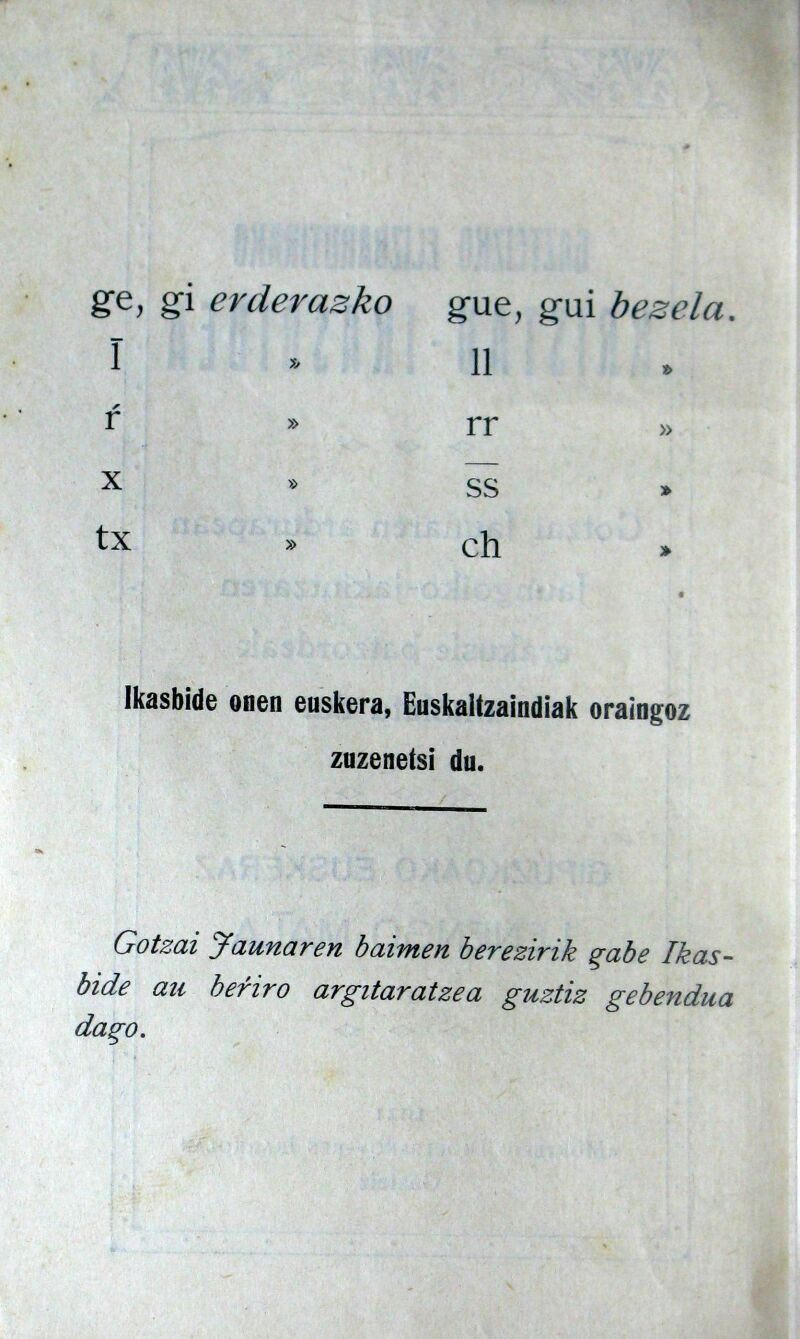 ge, gi erderazko gue, gui bezela.
l̄ » ll »
ŕ » rr »
x » s̅s̅ »
tx » ch »
Ikasbide onen euskera, Euskaltzaindiak oraingoz
zuzenetsi du.
Gotzai Jaunaren baimen berezirik gabe Ikas-
bide au beŕiro argitaratzea guztiz gebendua
dago.